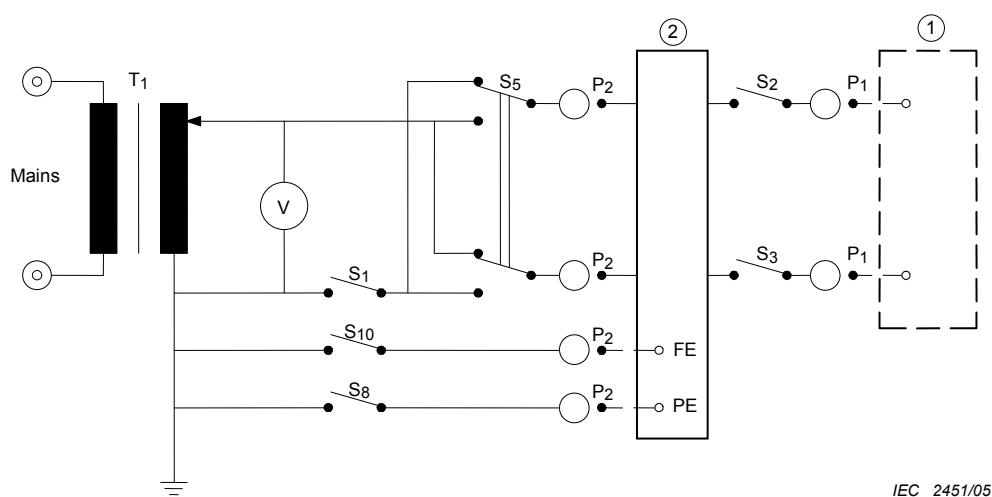 ①
②
T1
S5
P2
S2
P1
Mains
V
P2
S3
P1
S1
S10
P2
FE
S8
P2
PE
IEC 2451/05